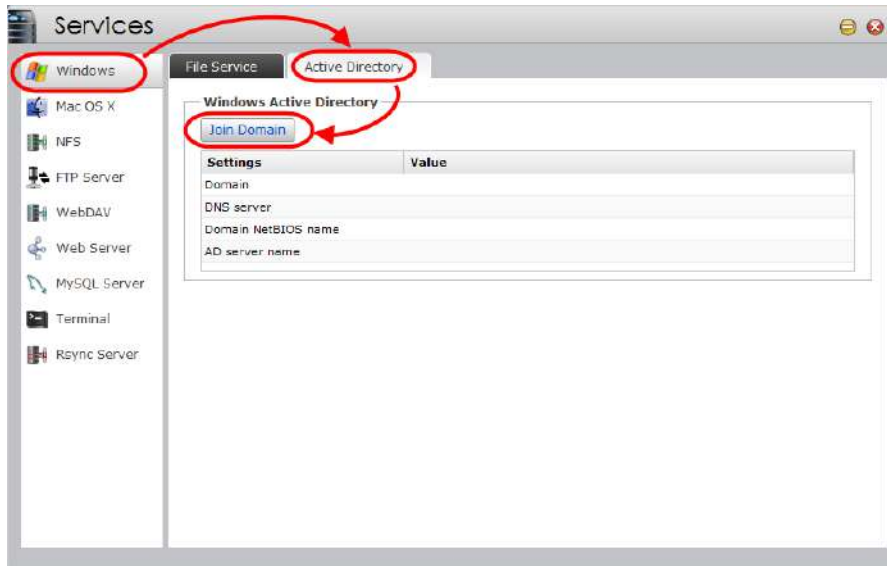 Services
Windows
Mac OS X
NFS
FTP Server
WebDAV
Web Server
MySQL Server
Terminal
Rsync Server
File Service
Active Directory
Windows Active Directory
Join Domain
Settings Value
Domain
DNS server
Domain NetBIOS name
AD server name